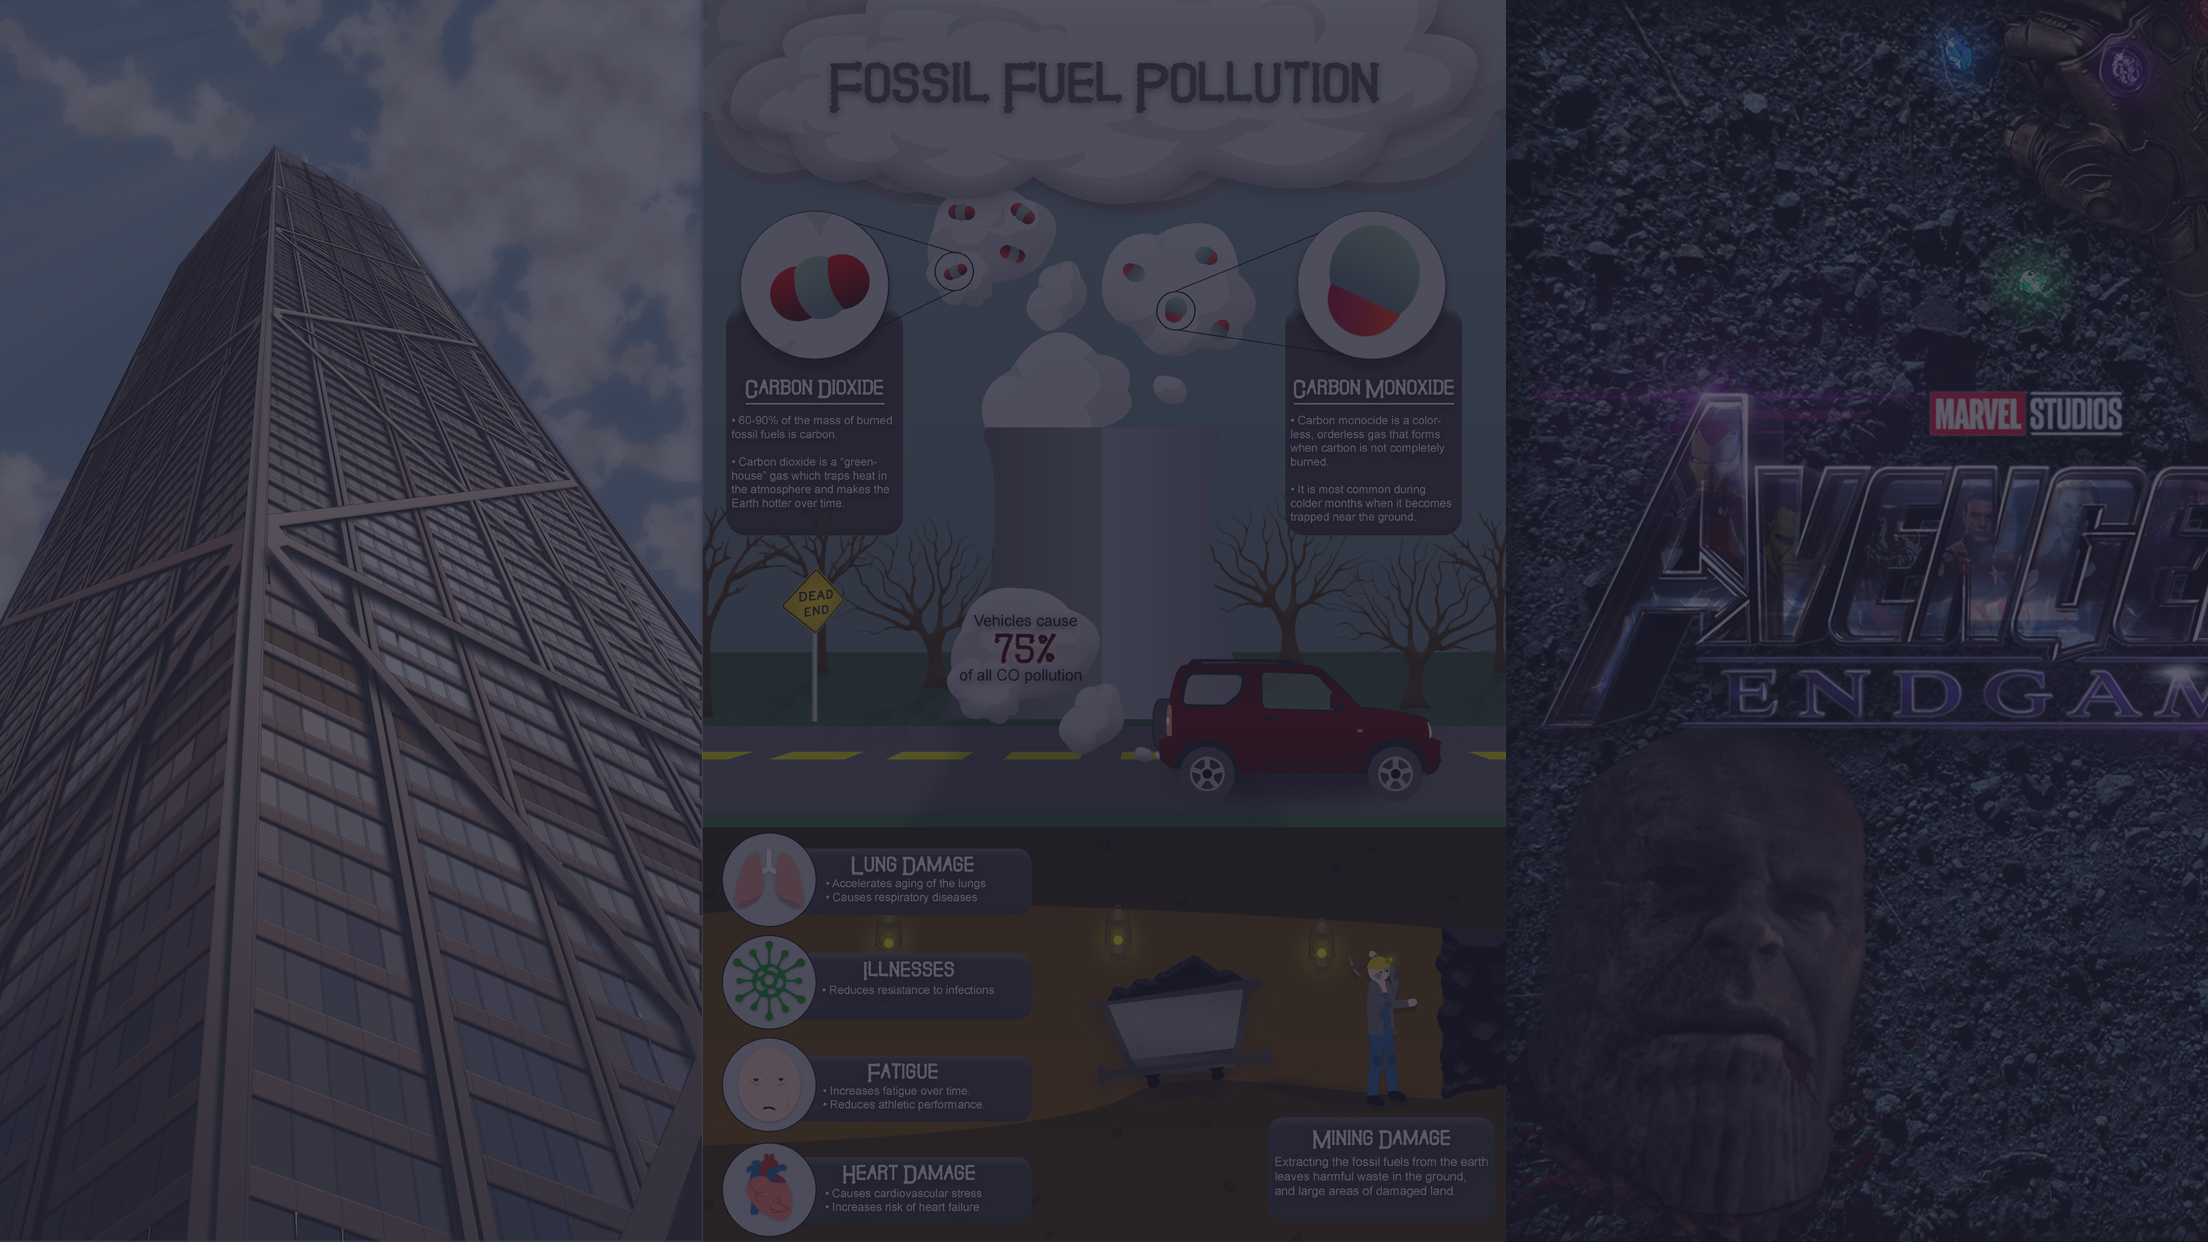 FOSSIL FUEL POLLUTION
CARBON DIOXIDE
• 60-90% of the mass of burned
fossil fuels is carbon.
• Carbon dioxide is a “green-
house” gas which traps heat in
the atmosphere and makes the
Earth hotter over time.
CARBON MONOXIDE
• Carbon monocide is a color-
less, orderless gas that forms
when carbon is not completely
burned.
• It is most common during
colder months when it becomes
trapped near the ground.
DEAD
END
Vehicles cause
75%
of all CO pollution
LUNG DAMAGE
• Accelerates aging of the lungs
• Causes respiratory diseases
ILLNESSES
• Reduces resistance to infections
FATIGUE
• Increases fatigue over time.
• Reduces athletic performance.
HEART DAMAGE
• Causes cardiovascular stress
• Increases risk of heart failure
MINING DAMAGE
Extracting the fossil fuels from the earth
leaves harmful waste in the ground,
and large areas of damaged land.
MARVEL STUDIOS
AVENGE
ENDGAM